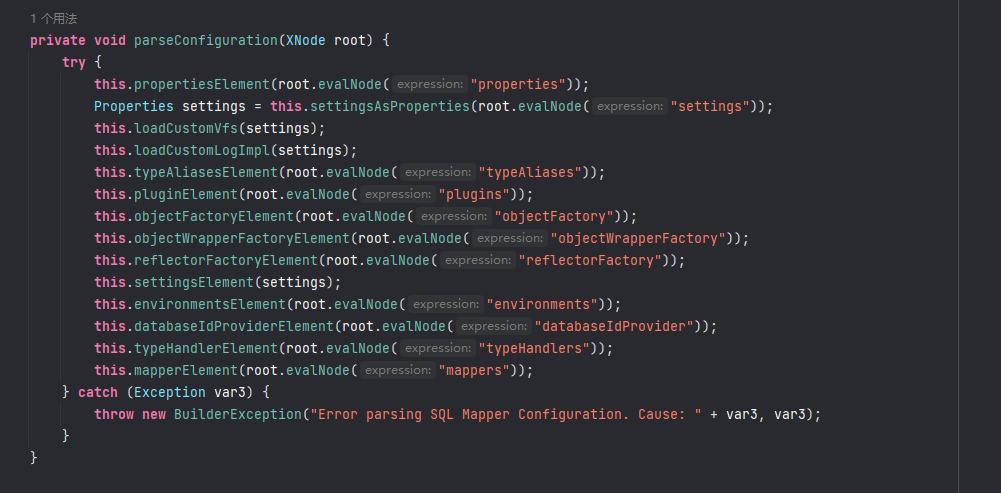 1 个用法
private void parseConfiguration(XNode root) {
try {
this.propertiesElement(root.evalNode( expression: "properties"));
Properties settings = this.settingsAsProperties(root.evalNode( expression: "settings"));
this.loadCustomVfs(settings);
this.loadCustomLogImpl(settings);
this.typeAliasesElement(root.evalNode( expression: "typeAliases"));
this.pluginElement(root.evalNode( expression: "plugins"));
this.objectFactoryElement(root.evalNode( expression: "objectFactory"));
this.objectWrapperFactoryElement(root.evalNode( expression: "objectWrapperFactory"));
this.reflectorFactoryElement(root.evalNode( expression: "reflectorFactory"));
this.settingsElement(settings);
this.environmentsElement(root.evalNode( expression: "environments"));
this.databaseIdProviderElement(root.evalNode( expression: "databaseIdProvider"));
this.typeHandlerElement(root.evalNode( expression: "typeHandlers"));
this.mapperElement(root.evalNode( expression: "mappers"));
} catch (Exception var3) {
throw new BuilderException("Error parsing SQL Mapper Configuration. Cause: " + var3, var3);
}
}